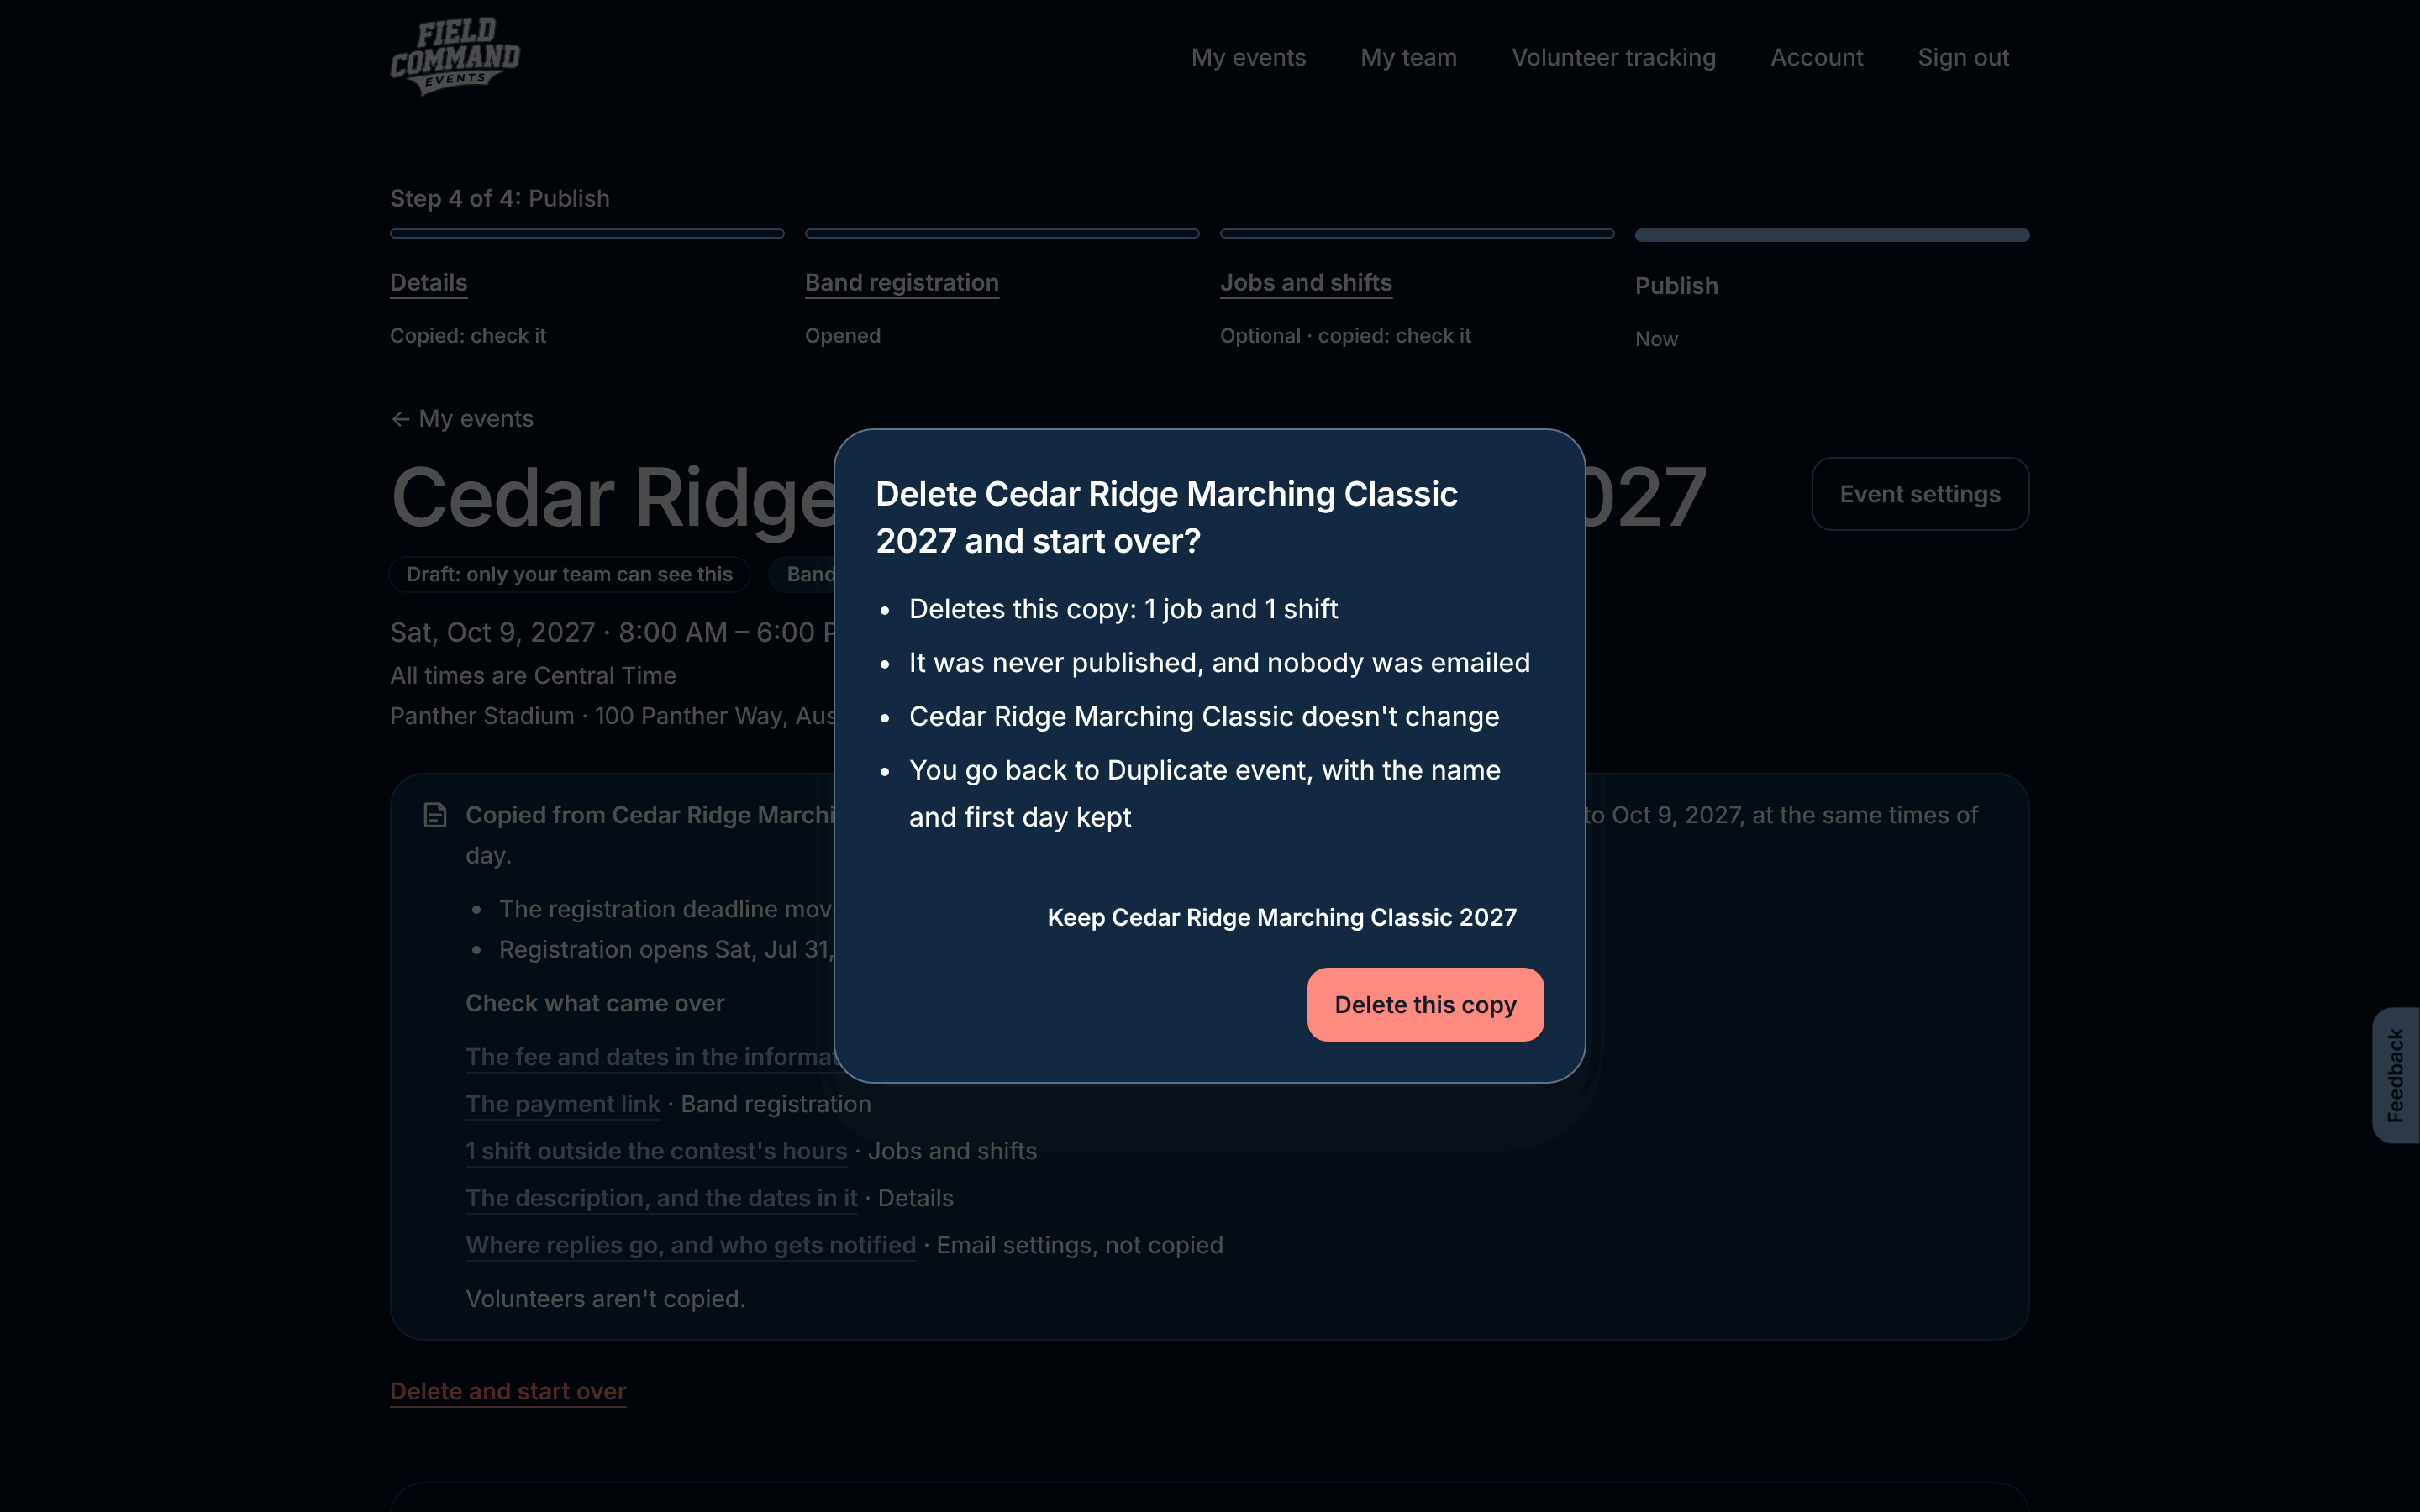 FIELD
COMMAND
EVENTS
My events
My team
Volunteer tracking
Account
Sign out
Step 4 of 4: Publish
Details
Band registration
Jobs and shifts
Publish
Copied: check it
Opened
Optional · copied: check it
Now
← My events
Cedar Ridge
027
Event settings
Draft: only your team can see this
Band
Sat, Oct 9, 2027 · 8:00 AM – 6:00
All times are Central Time
Panther Stadium · 100 Panther Way,
Copied from Cedar Ridge
to Oct 9, 2027, at the same times of
day.
The registration deadline
Registration opens Sat, Jul 31,
Check what came over
The fee and dates in the
The payment link · Band registration
1 shift outside the contest's hours · Jobs and shifts
The description, and the dates in it · Details
Where replies go, and who gets notified · Email settings, not copied
Volunteers aren't copied.
Delete and start over
Delete Cedar Ridge Marching Classic
2027 and start over?
• Deletes this copy: 1 job and 1 shift
• It was never published, and nobody was emailed
• Cedar Ridge Marching Classic doesn't change
• You go back to Duplicate event, with the name
and first day kept
Keep Cedar Ridge Marching Classic 2027
Delete this copy
Feedback